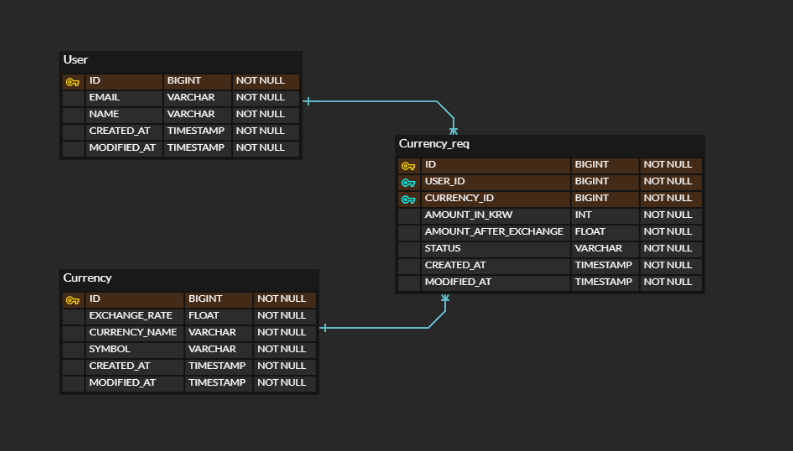 User
ID BIGINT NOT NULL
EMAIL VARCHAR NOT NULL
NAME VARCHAR NOT NULL
CREATED_AT TIMESTAMP NOT NULL
MODIFIED_AT TIMESTAMP NOT NULL
Currency_req
ID BIGINT NOT NULL
USER_ID BIGINT NOT NULL
CURRENCY_ID BIGINT NOT NULL
AMOUNT_IN_KRW INT NOT NULL
AMOUNT_AFTER_EXCHANGE FLOAT NOT NULL
STATUS VARCHAR NOT NULL
CREATED_AT TIMESTAMP NOT NULL
MODIFIED_AT TIMESTAMP NOT NULL
Currency
ID BIGINT NOT NULL
EXCHANGE_RATE FLOAT NOT NULL
CURRENCY_NAME VARCHAR NOT NULL
SYMBOL VARCHAR NOT NULL
CREATED_AT TIMESTAMP NOT NULL
MODIFIED_AT TIMESTAMP NOT NULL